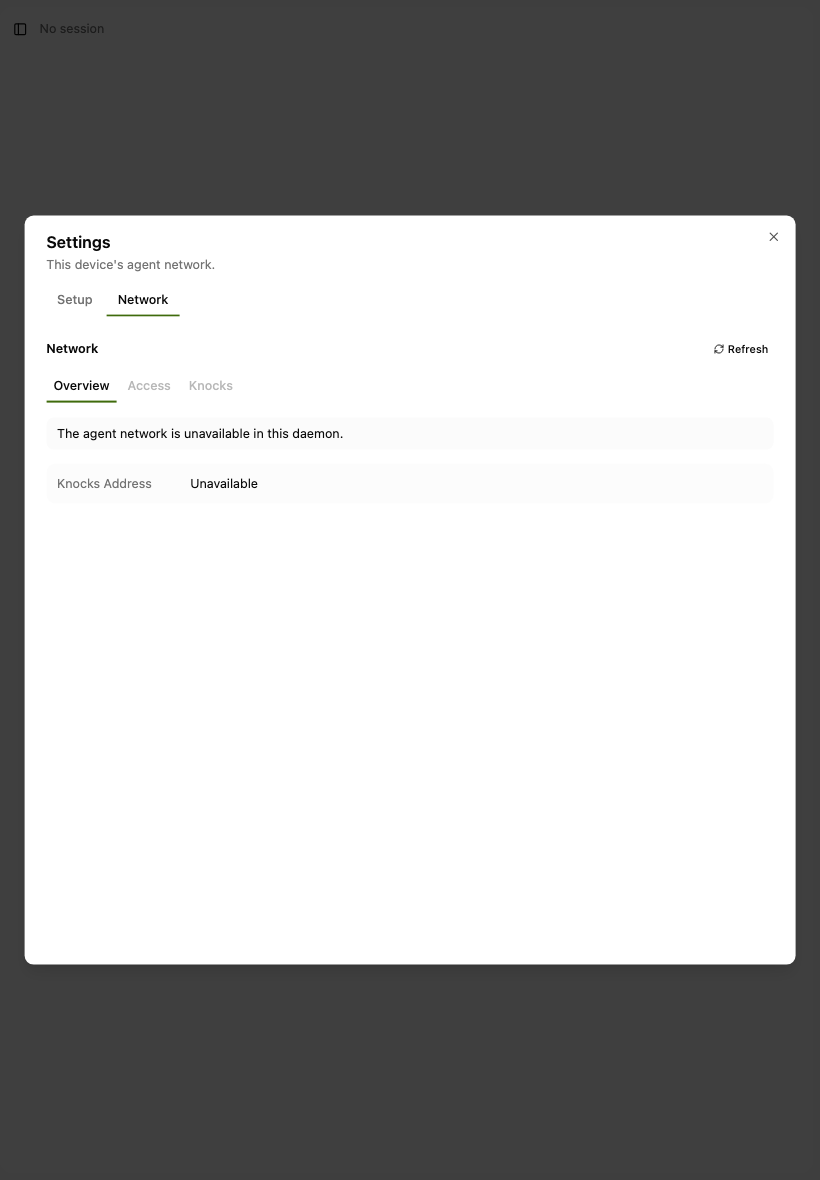 No session
Settings
This device's agent network.
Setup Network
Network Refresh
Overview Access Knocks
The agent network is unavailable in this daemon.
Knocks Address Unavailable